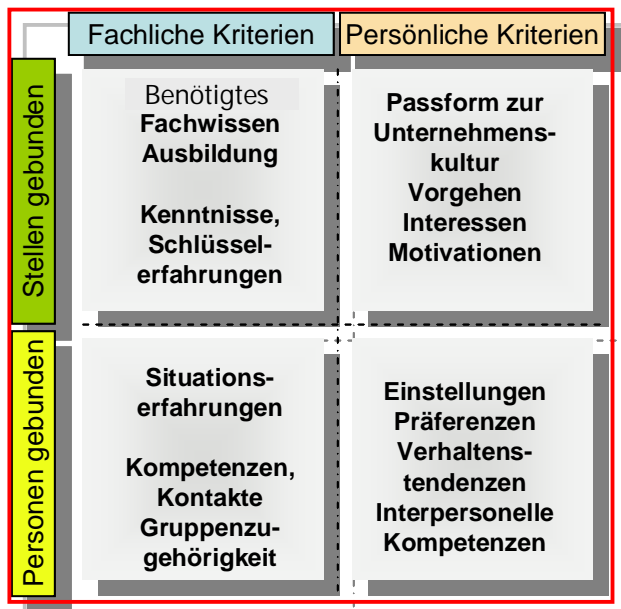 Fachliche Kriterien
Persönliche Kriterien
Stellen gebunden
Benötigtes
Fachwissen
Ausbildung
Kenntnisse,
Schlüssel-
erfahrungen
Passform zur
Unternehmens-
kultur
Vorgehen
Interessen
Motivationen
Personen gebunden
Situations-
erfahrungen
Kompetenzen,
Kontakte
Gruppenzu-
gehörigkeit
Einstellungen
Präferenzen
Verhaltens-
tendenzen
Interpersonelle
Kompetenzen